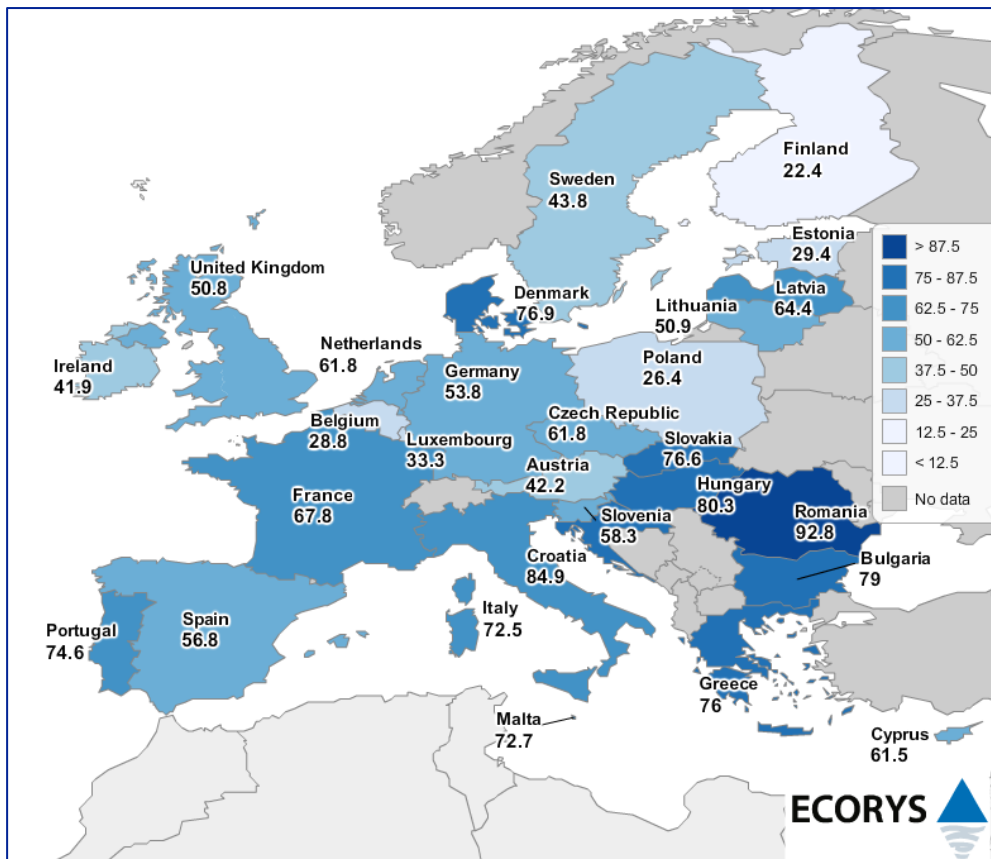 Finland
22.4
Sweden
43.8
Estonia
29.4
> 87.5
75 - 87.5
62.5 - 75
50 - 62.5
37.5 - 50
25 - 37.5
12.5 - 25
< 12.5
No data
United Kingdom
50.8
Denmark
76.9
Latvia
64.4
Lithuania
50.9
Netherlands
61.8
Ireland
41.9
Germany
53.8
Poland
26.4
Belgium
28.8
Czech Republic
61.8
Luxembourg
33.3
Slovakia
76.6
Austria
42.2
Hungary
80.3
France
67.8
Slovenia
58.3
Romania
92.8
Croatia
84.9
Bulgaria
79
Italy
72.5
Spain
56.8
Portugal
74.6
Greece
76
Malta
72.7
Cyprus
61.5
ECORYS